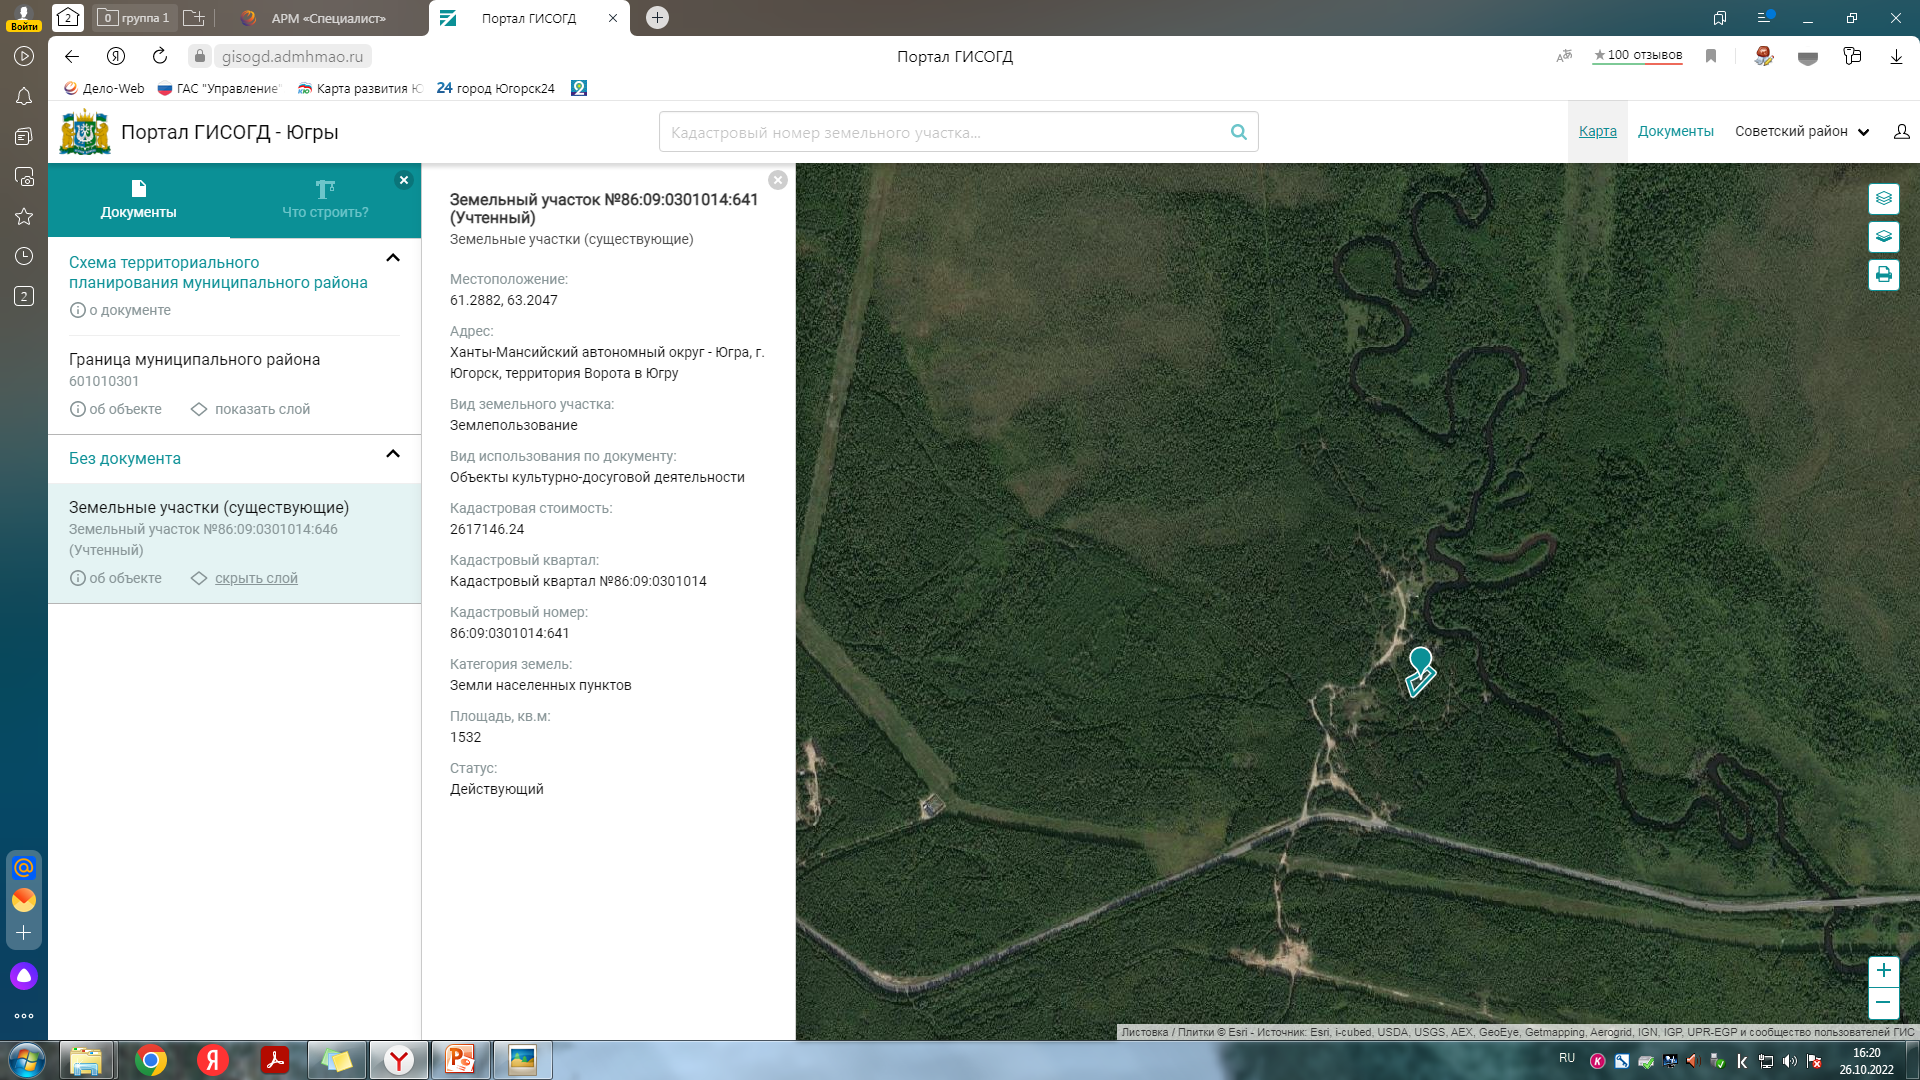 Войти
2
0 группа 1
АРМ «Специалист»
Портал ГИСОГД
gisogd.admhmao.ru
Портал ГИСОГД
★100 отзывов
Дело-Web
ГАС "Управление"
Карта развития Ю
24 город Югорск24
2
Портал ГИСОГД - Югры
Кадастровый номер земельного участка...
Карта
Документы
Советский район
Документы
Что строить?
Схема территориального
планирования муниципального района
о документе
Граница муниципального района
601010301
об объекте
показать слой
Без документа
Земельные участки (существующие)
Земельный участок №86:09:0301014:646
(Учтенный)
об объекте
скрыть слой
Земельный участок №86:09:0301014:641
(Учтенный)
Земельные участки (существующие)
Местоположение:
61.2882, 63.2047
Адрес:
Ханты-Мансийский автономный округ - Югра, г.
Югорск, территория Ворота в Югру
Вид земельного участка:
Землепользование
Вид использования по документу:
Объекты культурно-досуговой деятельности
Кадастровая стоимость:
2617146.24
Кадастровый квартал:
Кадастровый квартал №86:09:0301014
Кадастровый номер:
86:09:0301014:641
Категория земель:
Земли населенных пунктов
Площадь, кв.м:
1532
Статус:
Действующий
Листовка / Плитки © Esri - Источник: Esri, i-cubed, USDA, USGS, AEX, GeoEye, Getmapping, Aerogrid, IGN, IGP, UPR-EGP и сообщество пользователей ГИС
RU
16:20
26.10.2022